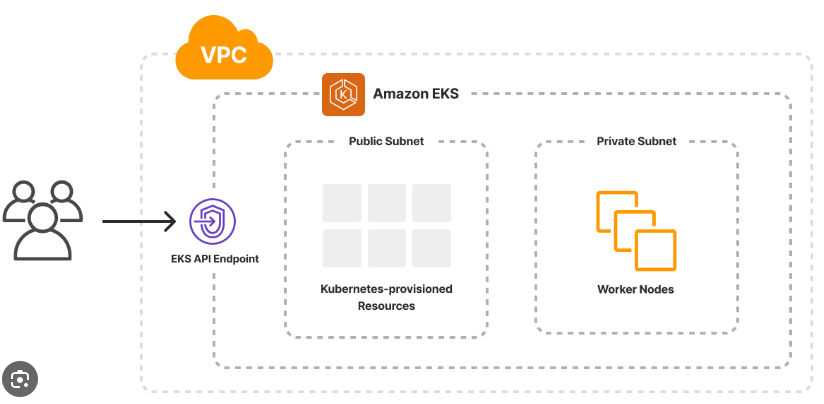 VPC
Amazon EKS
Public Subnet
Private Subnet
EKS API Endpoint
Kubernetes-provisioned
Resources
Worker Nodes